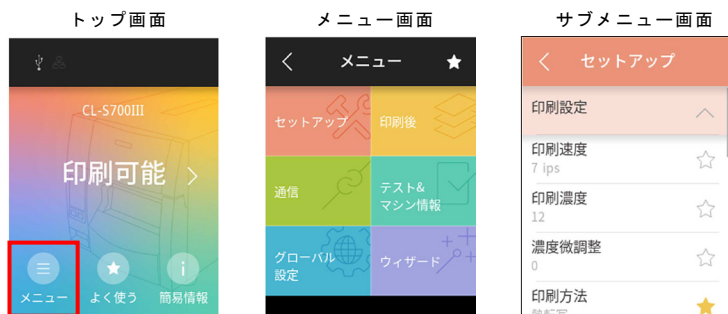 トップ画面
メニュー画面
サブメニュー画面
CL-S700III
印刷可能
メニュー
よく使う
簡易情報
メニュー
セットアップ
印刷後
通信
テスト&
マシン情報
グローバル
設定
ウィザード
セットアップ
印刷設定
印刷速度
7 ips
印刷濃度
12
濃度微調整
0
印刷方法